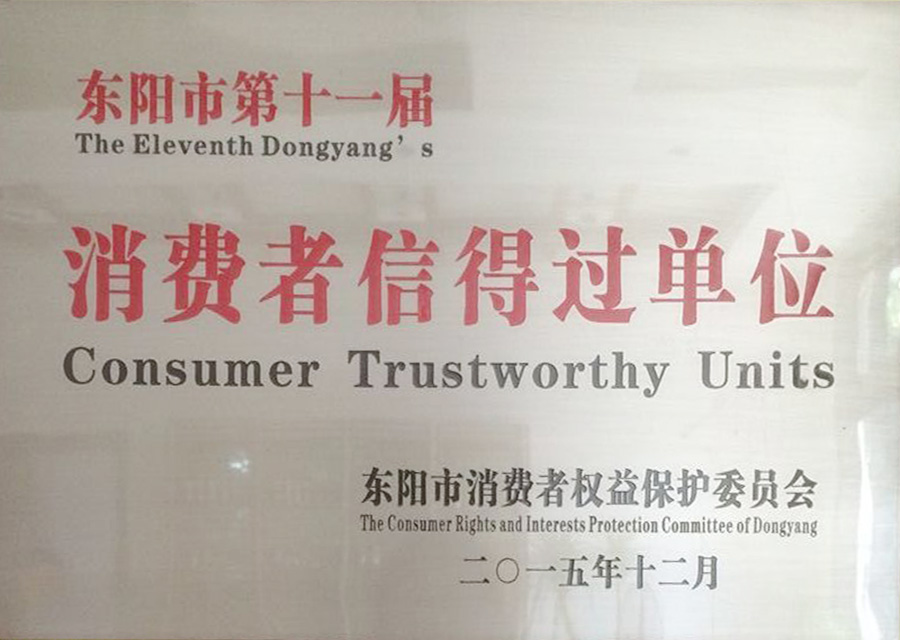 东阳市第十一届
The Eleventh Dongyang’s
消费者信得过单位
Consumer Trustworthy Units
东阳市消费者权益保护委员会
The Consumer Rights and Interests Protection Committee of Dongyang
二〇一五年十二月